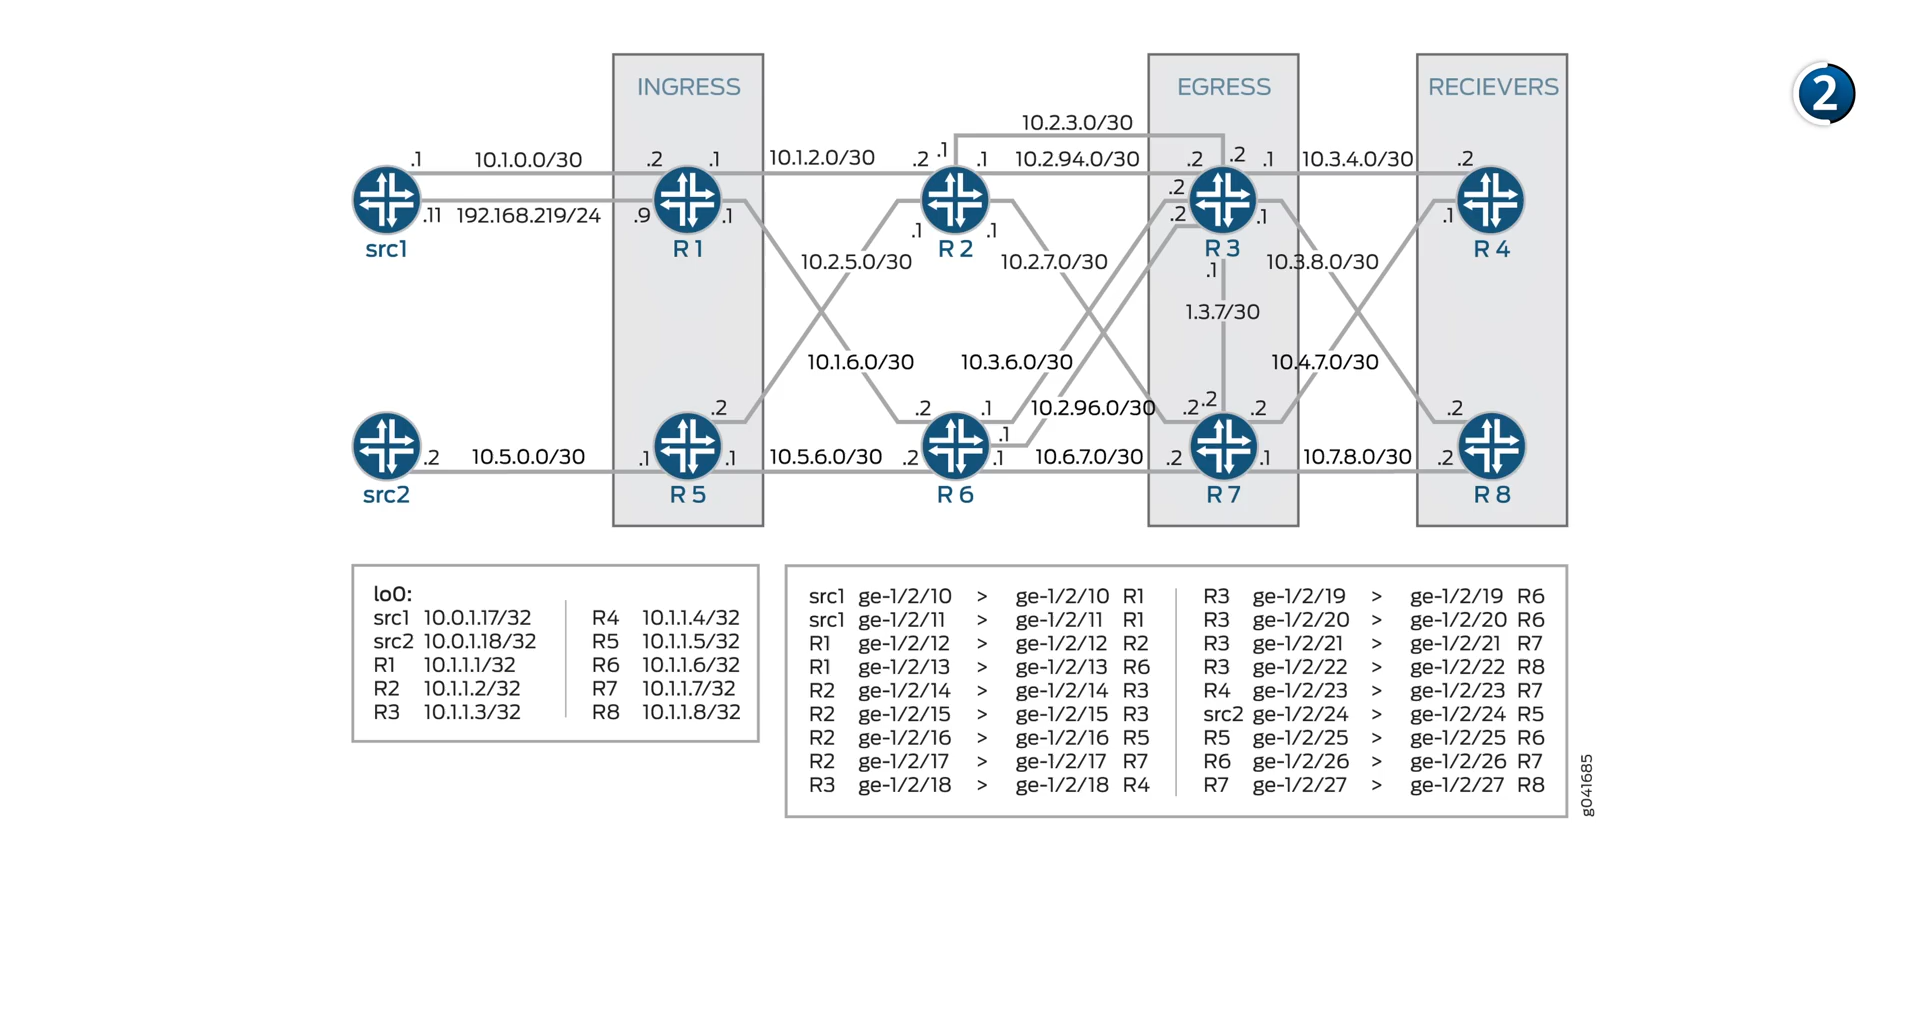 INGRESS
EGRESS
RECIEVERS
2
10.2.3.0/30
.1
10.1.0.0/30
.2
.1
10.1.2.0/30
.2
.1
.1
10.2.94.0/30
.2
.2
.1
10.3.4.0/30
.2
.11
192.168.219/24
.9
.1
.2
.2
.1
.1
.1
.1
src1
R 1
R 2
R 3
R 4
10.2.5.0/30
10.2.7.0/30
10.3.8.0/30
.1
1.3.7/30
10.1.6.0/30
10.3.6.0/30
10.4.7.0/30
.2
.2
.1
10.2.96.0/30
.2
.2
.2
.2
.1
.2
10.5.0.0/30
.1
.1
10.5.6.0/30
.2
.1
10.6.7.0/30
.2
.1
10.7.8.0/30
.2
src2
R 5
R 6
R 7
R 8
lo0:
src1 10.0.1.17/32
src2 10.0.1.18/32
R1 10.1.1.1/32
R2 10.1.1.2/32
R3 10.1.1.3/32
R4 10.1.1.4/32
R5 10.1.1.5/32
R6 10.1.1.6/32
R7 10.1.1.7/32
R8 10.1.1.8/32
src1 ge-1/2/10 > ge-1/2/10 R1
src1 ge-1/2/11 > ge-1/2/11 R1
R1 ge-1/2/12 > ge-1/2/12 R2
R1 ge-1/2/13 > ge-1/2/13 R6
R2 ge-1/2/14 > ge-1/2/14 R3
R2 ge-1/2/15 > ge-1/2/15 R3
R2 ge-1/2/16 > ge-1/2/16 R5
R2 ge-1/2/17 > ge-1/2/17 R7
R3 ge-1/2/18 > ge-1/2/18 R4
R3 ge-1/2/19 > ge-1/2/19 R6
R3 ge-1/2/20 > ge-1/2/20 R6
R3 ge-1/2/21 > ge-1/2/21 R7
R3 ge-1/2/22 > ge-1/2/22 R8
R4 ge-1/2/23 > ge-1/2/23 R7
src2 ge-1/2/24 > ge-1/2/24 R5
R5 ge-1/2/25 > ge-1/2/25 R6
R6 ge-1/2/26 > ge-1/2/26 R7
R7 ge-1/2/27 > ge-1/2/27 R8
g041685